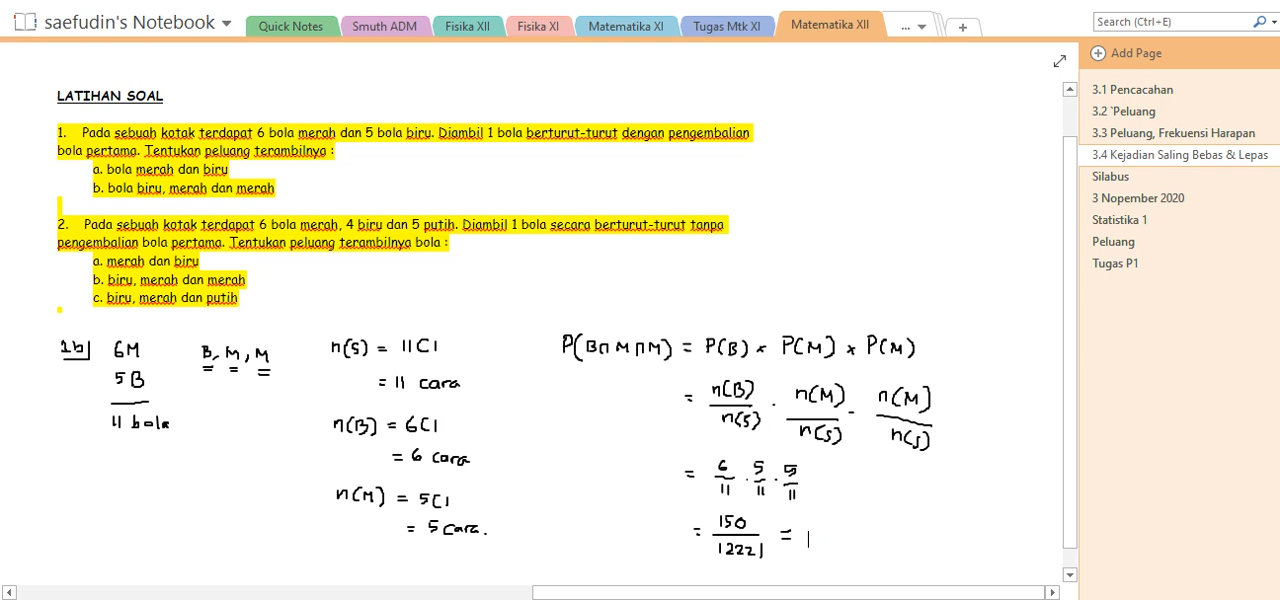 saefudin's Notebook
Quick Notes
Smuth ADM
Fisika XII
Fisika XI
Matematika XI
Tugas Mtk XI
Matematika XII
...
Search (Ctrl+E)
Add Page
3.1 Pencacahan
3.2 `Peluang
3.3 Peluang, Frekuensi Harapan
3.4 Kejadian Saling Bebas & Lepas
Silabus
3 Nopember 2020
Statistika 1
Peluang
Tugas P1
LATIHAN SOAL
1. Pada sebuah kotak terdapat 6 bola merah dan 5 bola biru. Diambil 1 bola berturut-turut dengan pengembalian
bola pertama. Tentukan peluang terambilnya :
a. bola merah dan biru
b. bola biru, merah dan merah
2. Pada sebuah kotak terdapat 6 bola merah, 4 biru dan 5 putih. Diambil 1 bola secara berturut-turut tanpa
pengembalian bola pertama. Tentukan peluang terambilnya bola :
a. merah dan biru
b. biru, merah dan merah
c. biru, merah dan putih
1b
6M
5B
11 bola
B, M, M
n(S) = 11C1
= 11 cara
n(B) = 6C1
= 6 cara
n(M) = 5C1
= 5 cara.
P(B∩M∩M) = P(B) × P(M) × P(M)
= n(B)/n(S) . n(M)/n(S) . n(M)/n(S)
= 6/11 . 5/11 . 5/11
= 150/12221 = |